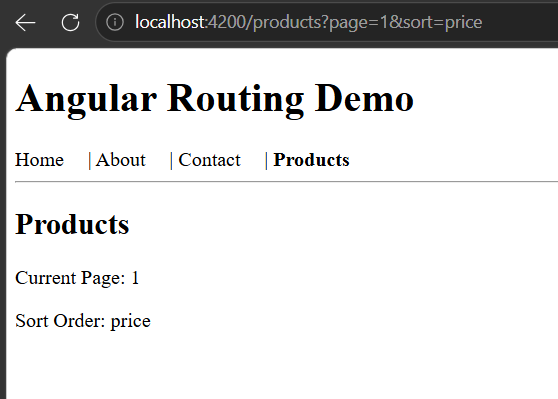 localhost:4200/products?page=1&sort=price
Angular Routing Demo
Home | About | Contact | Products
Products
Current Page: 1
Sort Order: price